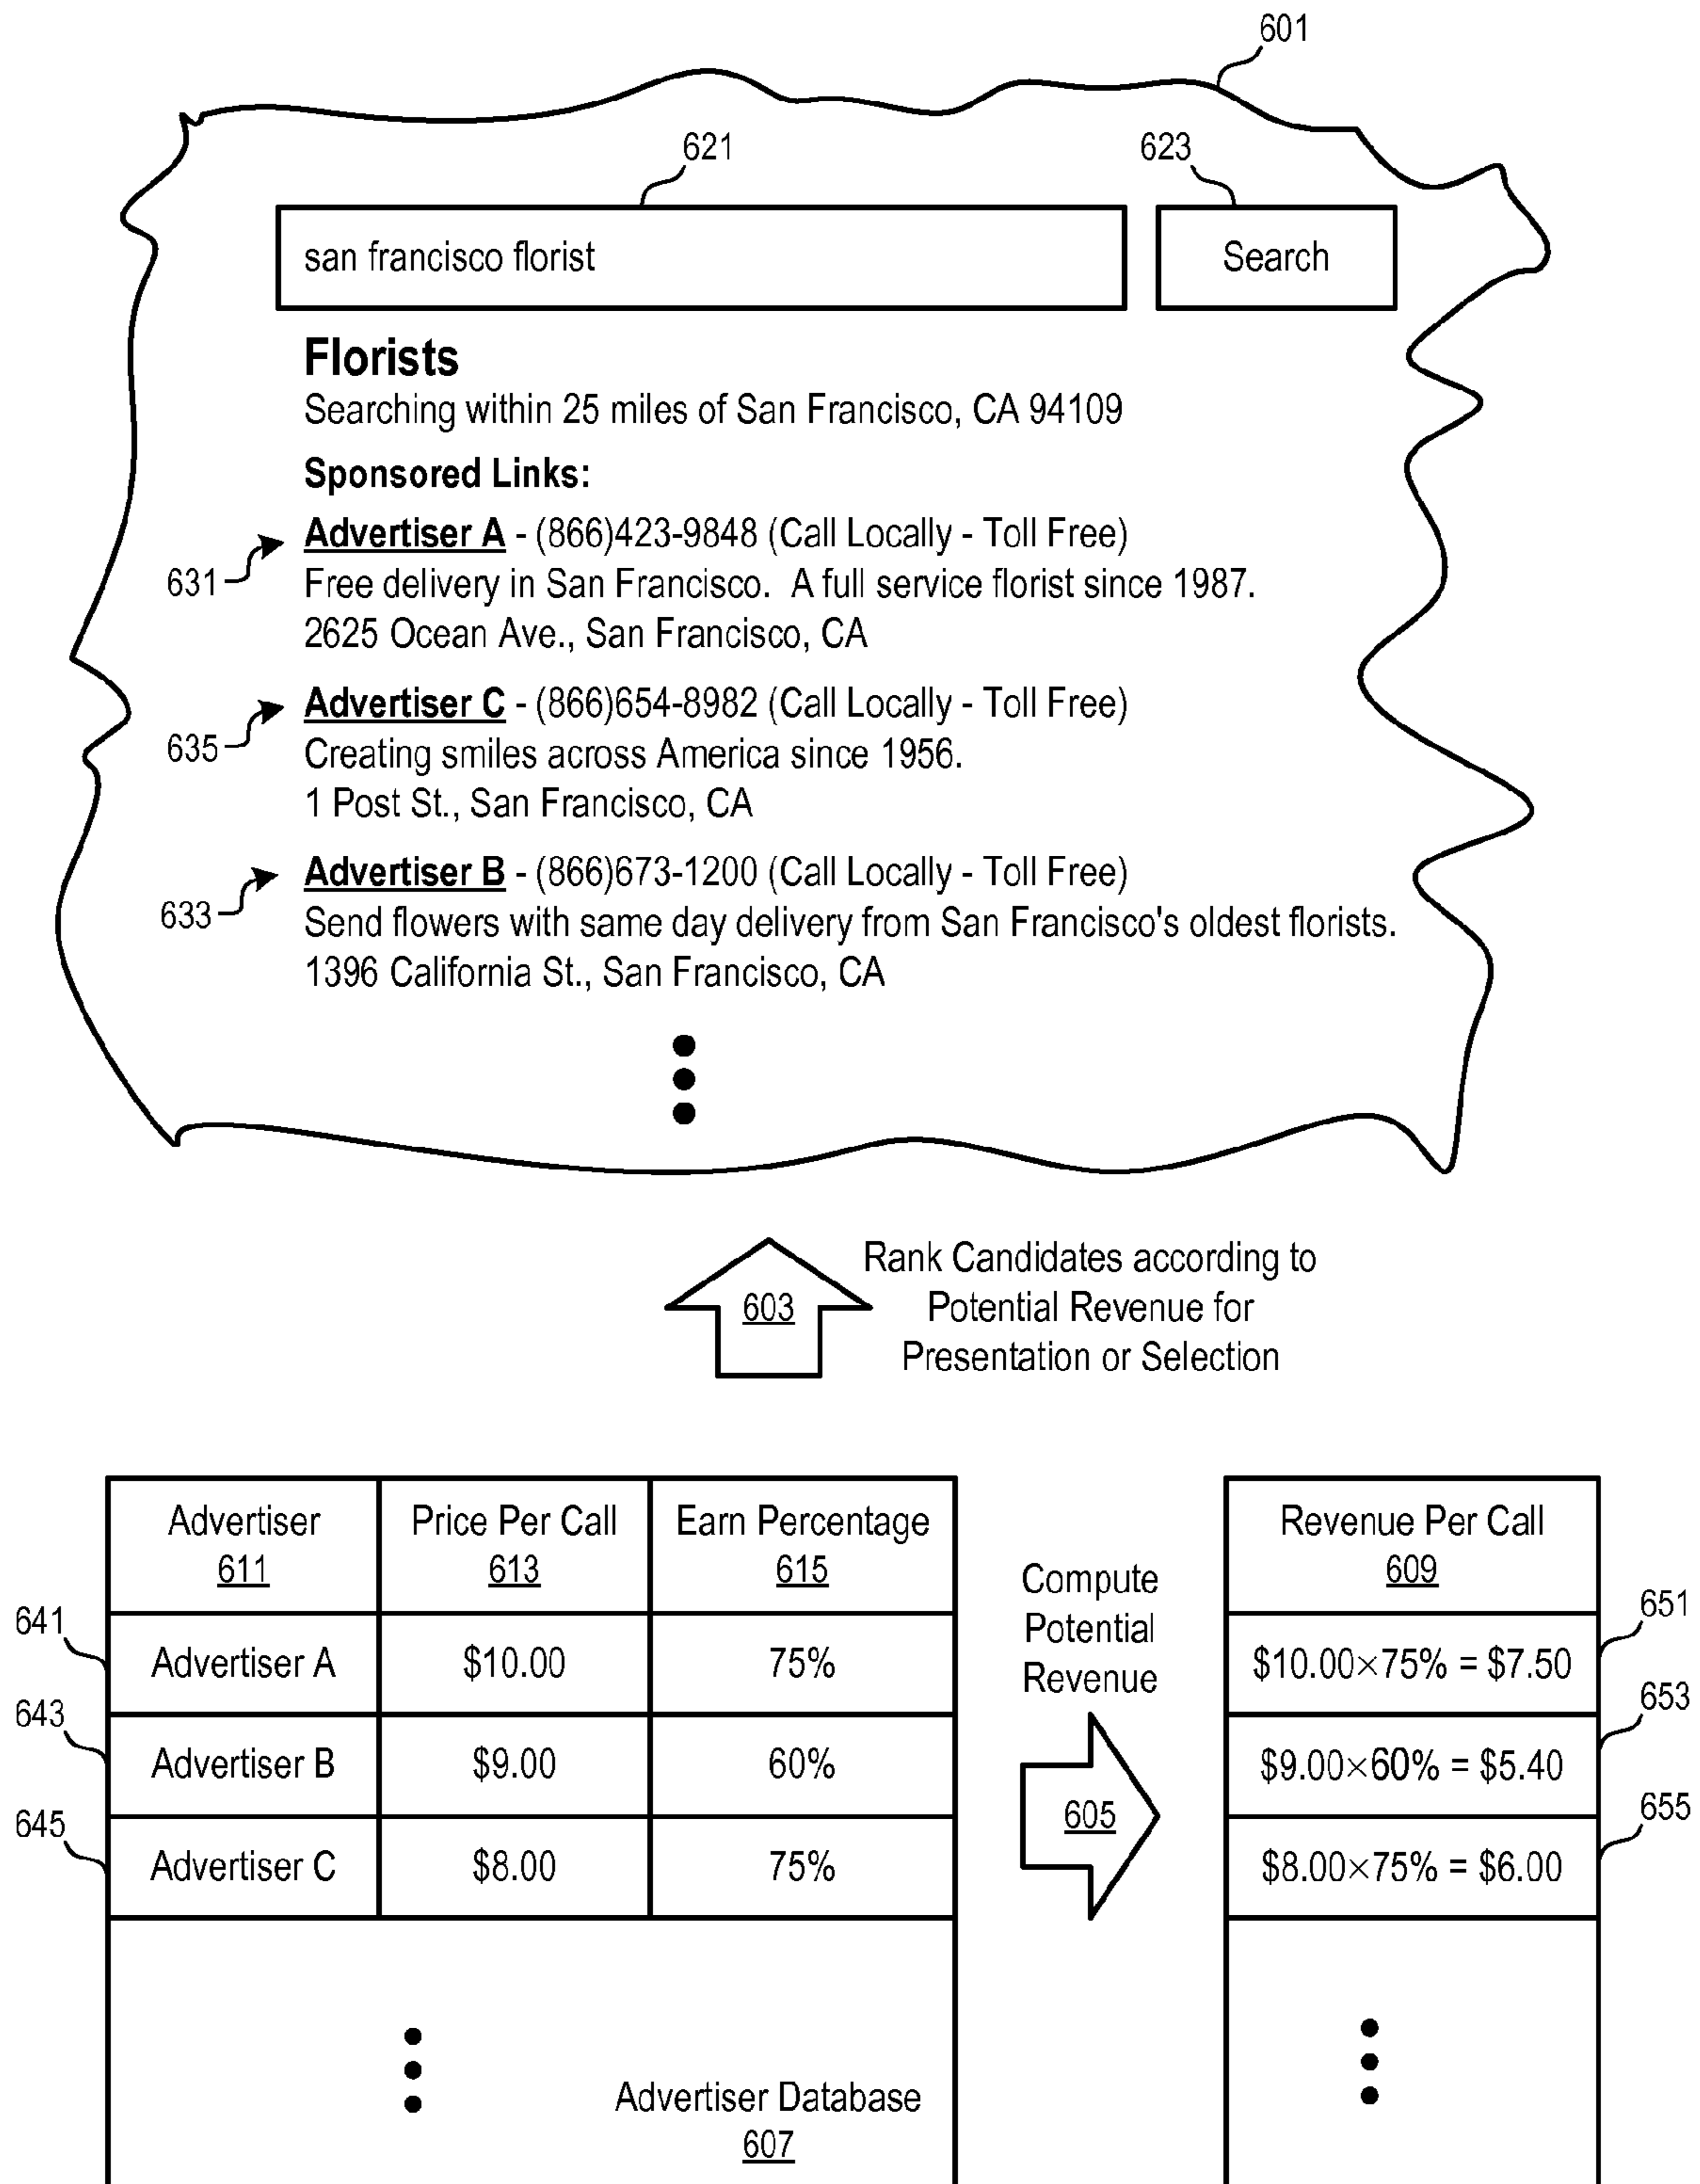 601
621
623
san francisco florist
Search
Florists
Searching within 25 miles of San Francisco, CA 94109
Sponsored Links:
Advertiser A - (866)423-9848 (Call Locally - Toll Free)
631
Free delivery in San Francisco. A full service florist since 1987.
2625 Ocean Ave., San Francisco, CA
Advertiser C - (866)654-8982 (Call Locally - Toll Free)
635
Creating smiles across America since 1956.
1 Post St., San Francisco, CA
Advertiser B - (866)673-1200 (Call Locally - Toll Free)
633
Send flowers with same day delivery from San Francisco's oldest florists.
1396 California St., San Francisco, CA
603
Rank Candidates according to
Potential Revenue for
Presentation or Selection
Advertiser
611
Price Per Call
613
Earn Percentage
615
641
Advertiser A
$10.00
75%
643
Advertiser B
$9.00
60%
645
Advertiser C
$8.00
75%
Advertiser Database
607
Compute
Potential
Revenue
605
Revenue Per Call
609
651
$10.00×75% = $7.50
653
$9.00×60% = $5.40
655
$8.00×75% = $6.00